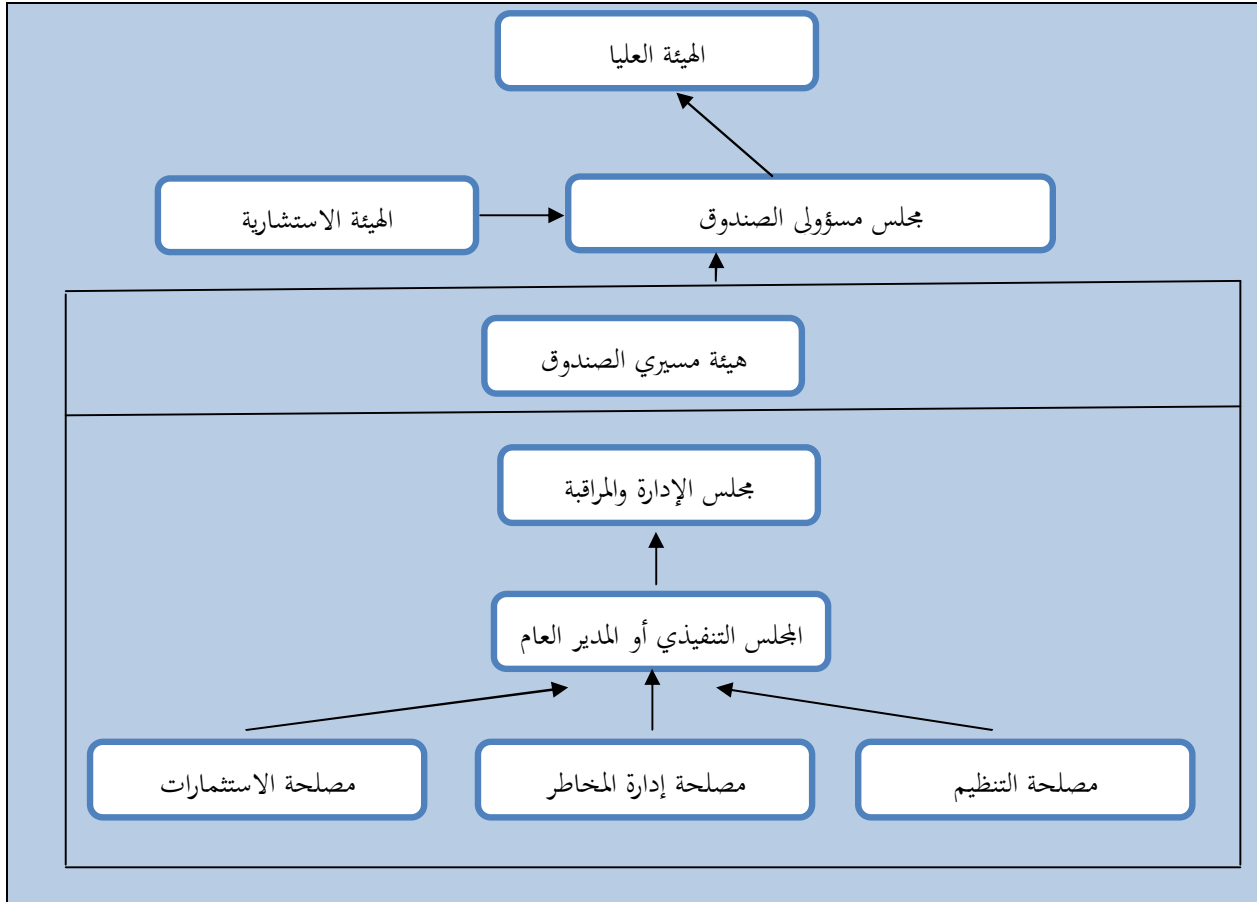 الهيئة العليا
مجلس مسؤولى الصندوق
الهيئة الاستشارية
هيئة مسيري الصندوق
مجلس الإدارة والمراقبة
المجلس التنفيذي أو المدير العام
مصلحة التنظيم
مصلحة إدارة المخاطر
مصلحة الاستثمارات